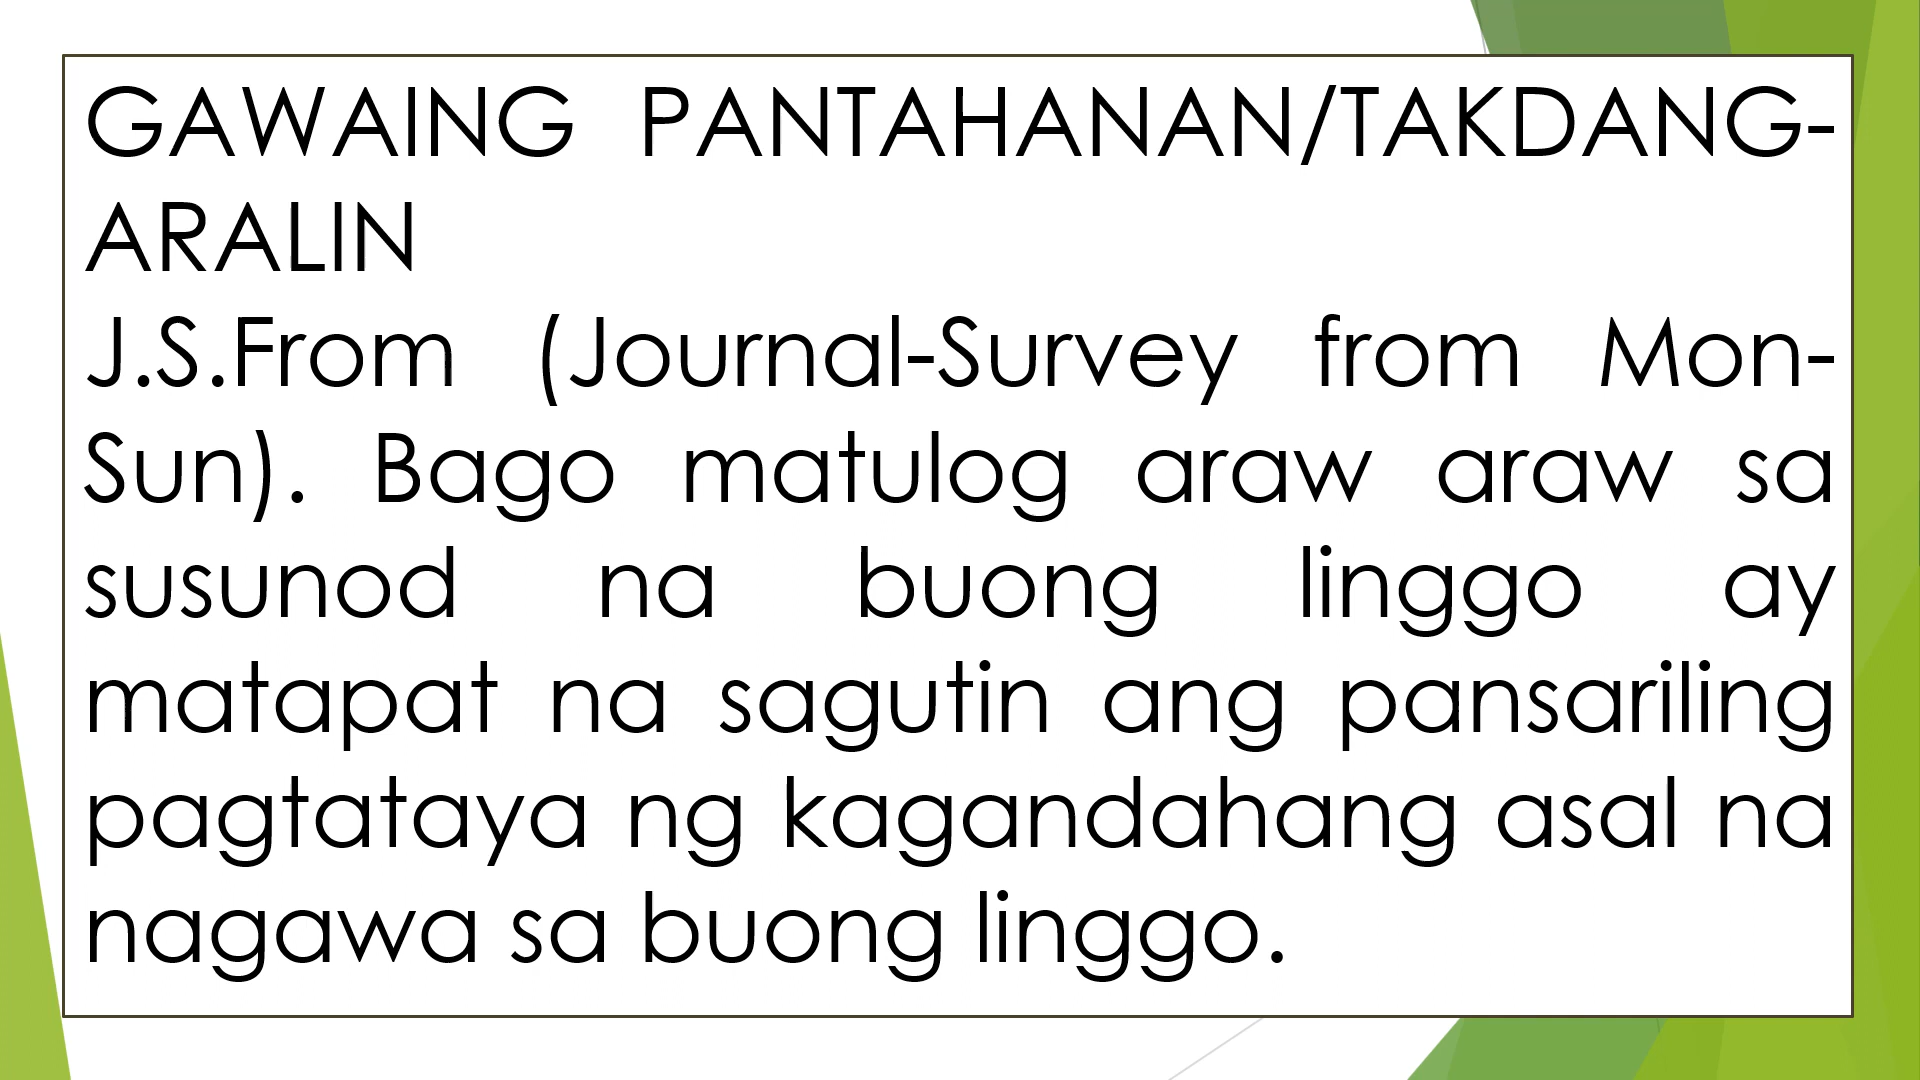 GAWAING PANTAHANAN/TAKDANG-
ARALIN
J.S.From (Journal-Survey from Mon-
Sun). Bago matulog araw araw sa
susunod na buong linggo ay
matapat na sagutin ang pansariling
pagtataya ng kagandahang asal na
nagawa sa buong linggo.